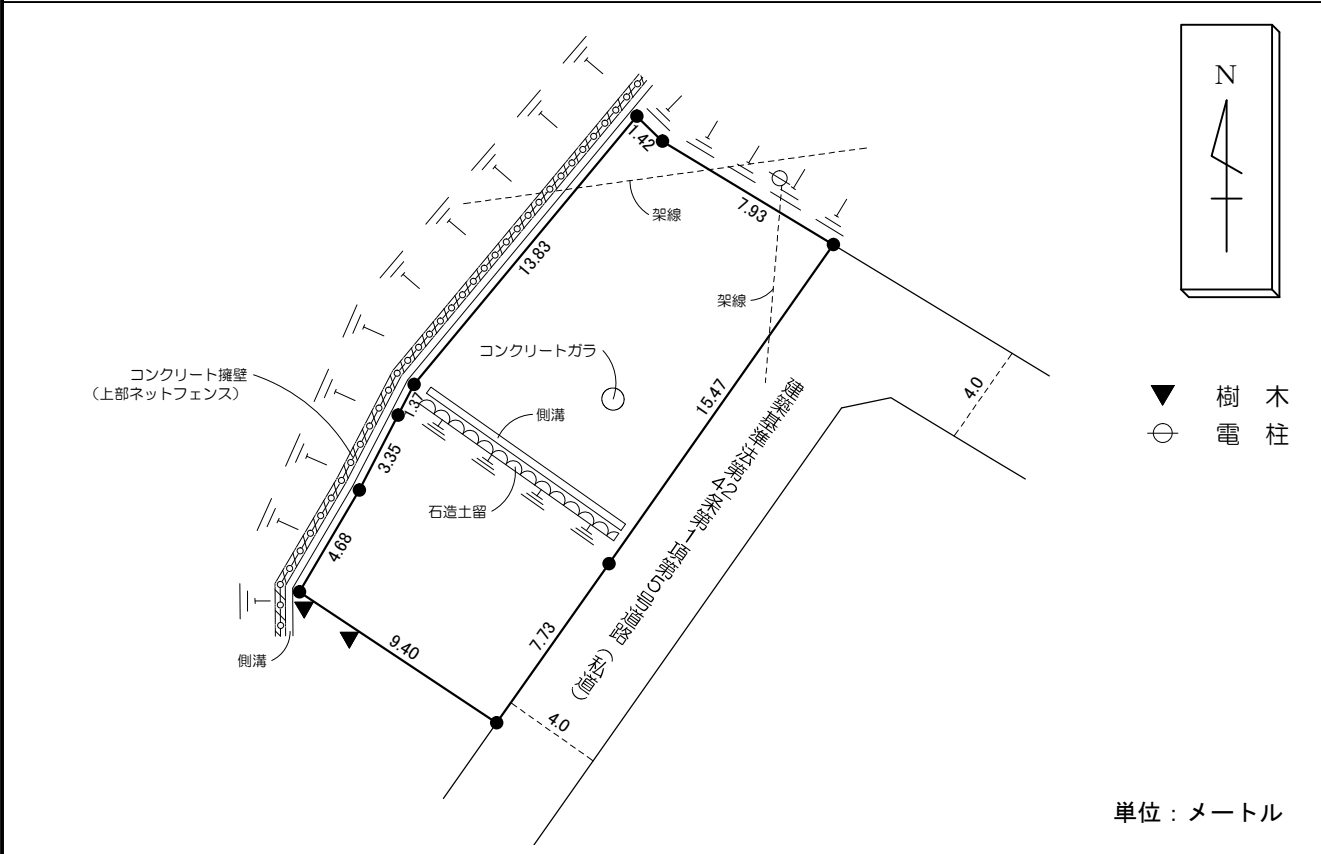 N
1.42
架線
7.93
13.83
架線
コンクリートガラ
コンクリート擁壁
（上部ネットフェンス）
1.37
側溝
15.47
4.0
樹　木
電　柱
3.35
石造土留
建築基準法第42条第1項第5号道路（私道）
4.68
7.73
9.40
側溝
4.0
単位：メートル